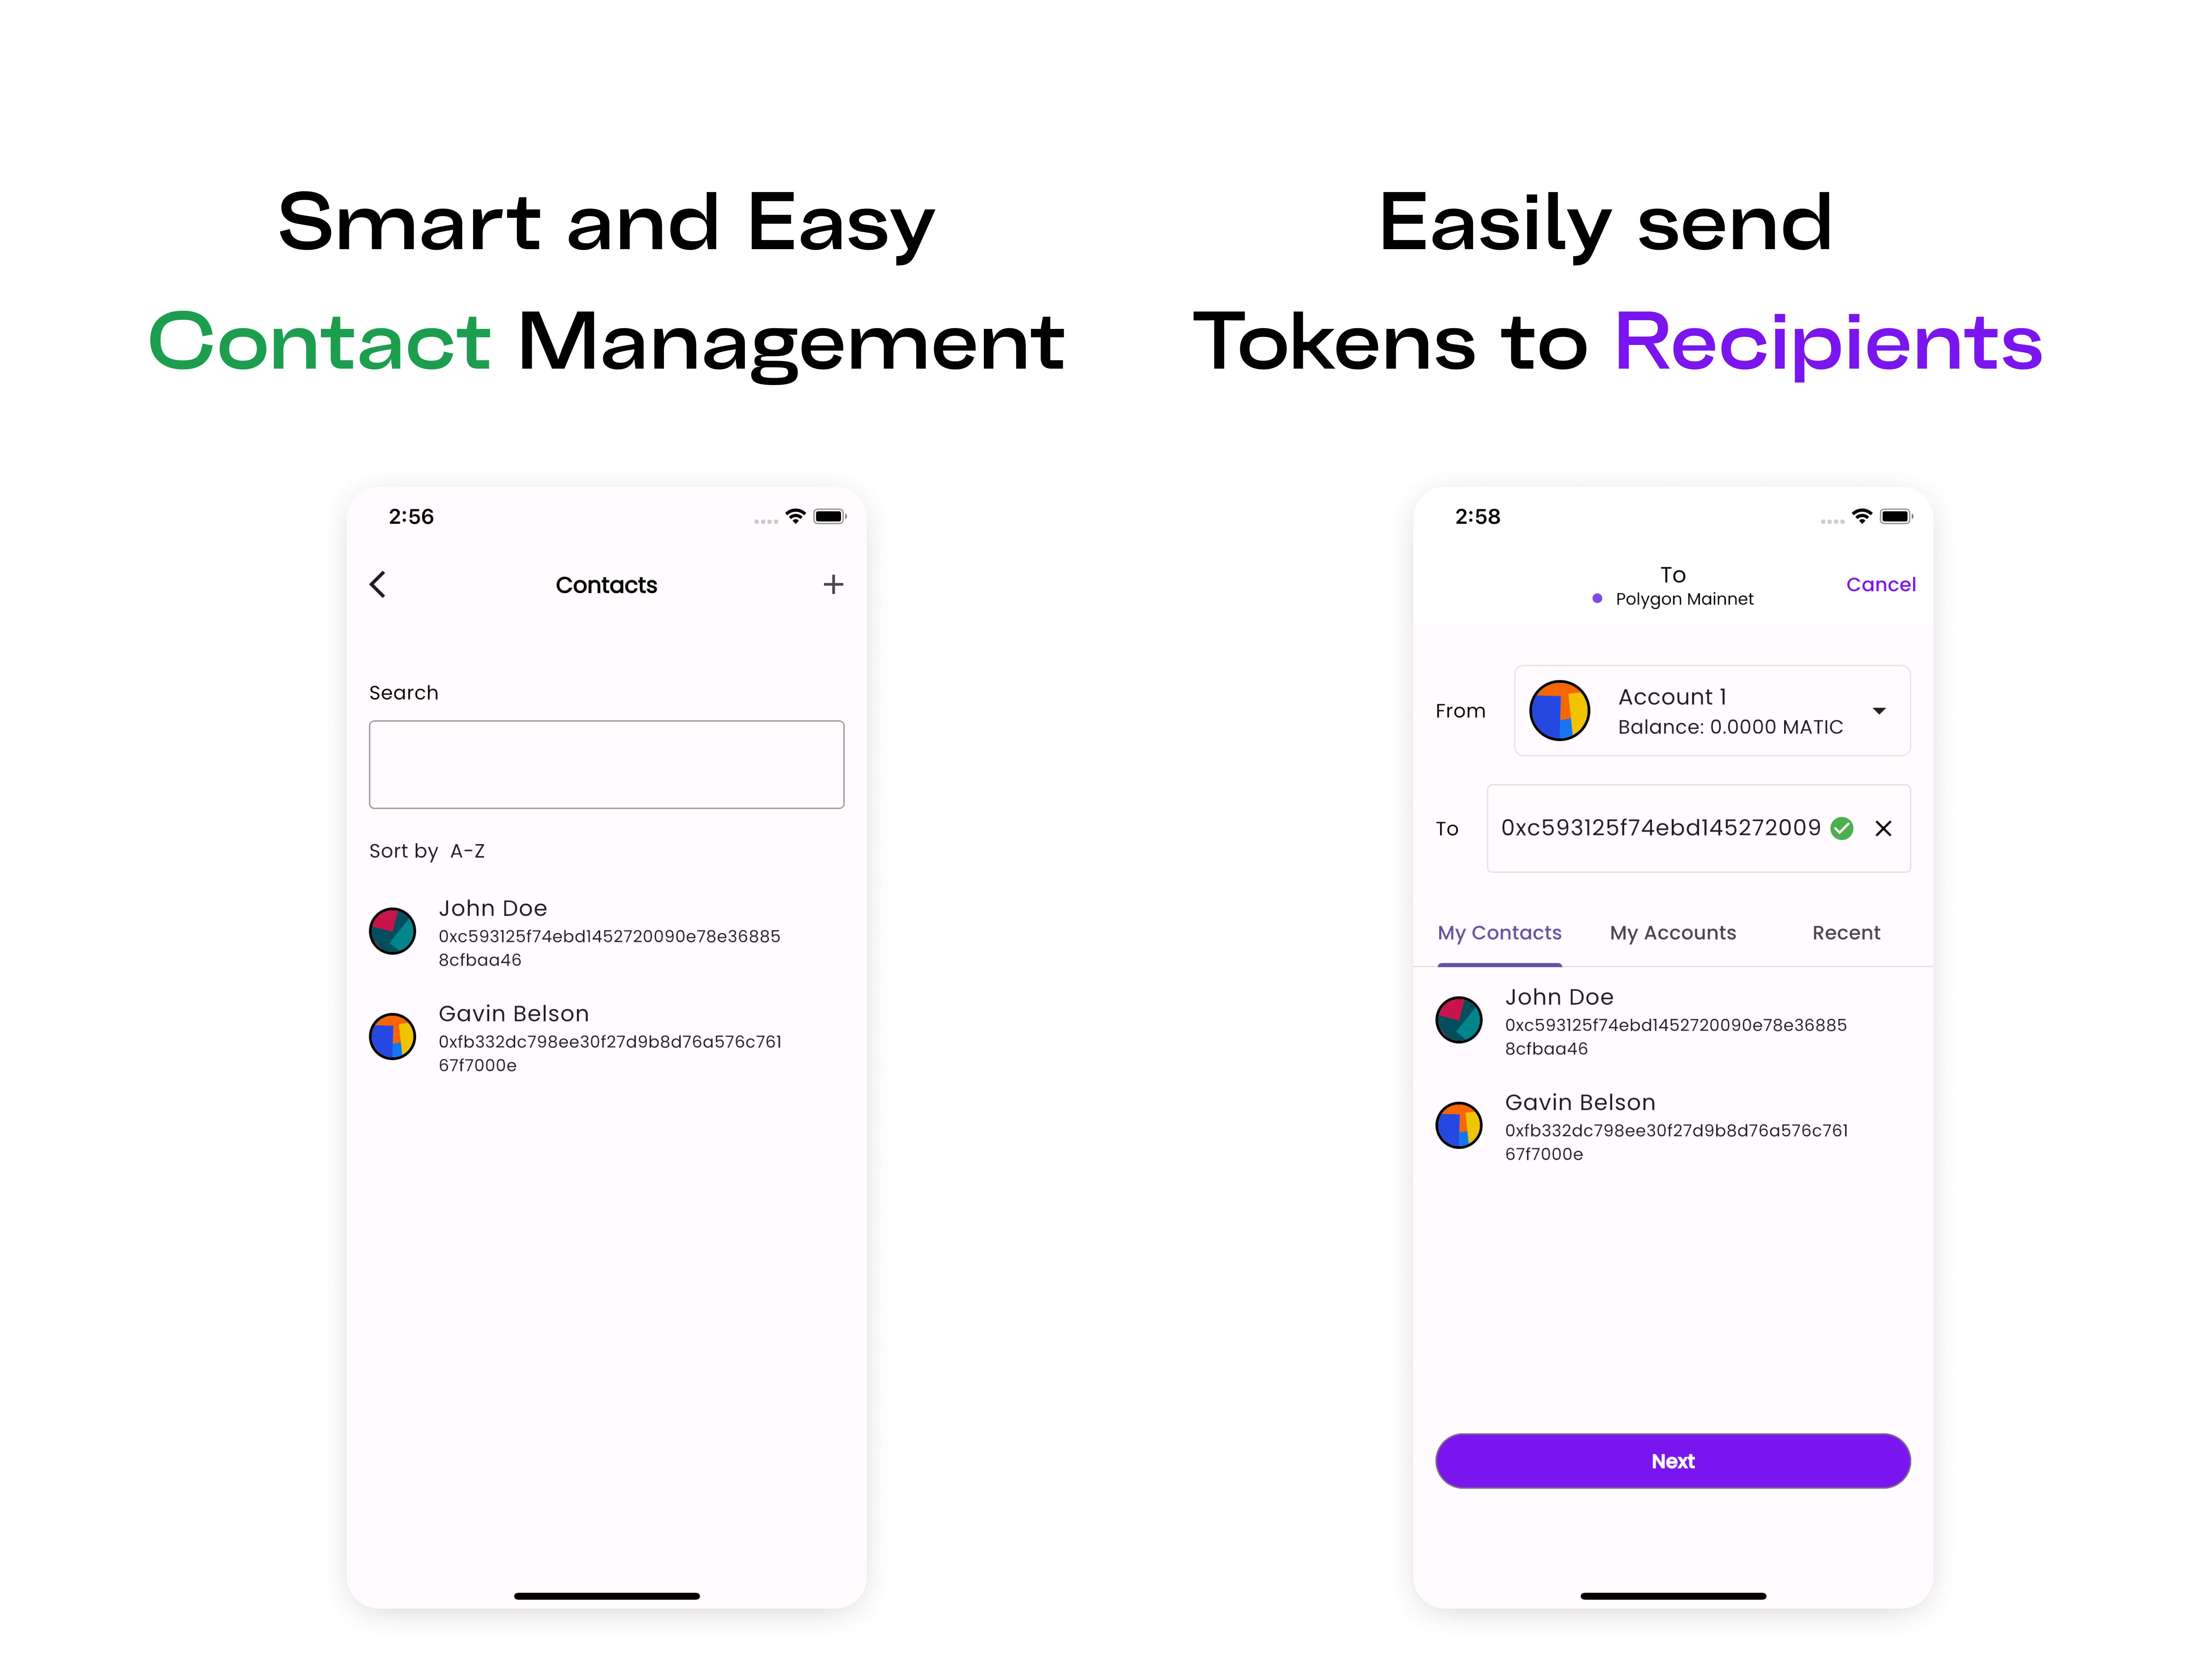 Smart and Easy
Contact Management
2:56
Contacts
Search
Sort by A-Z
John Doe
0xc593125f74ebd1452720090e78e36885
8cfbaa46
Gavin Belson
0xfb332dc798ee30f27d9b8d76a576c761
67f7000e
Easily send
Tokens to Recipients
2:58
To
Polygon Mainnet
Cancel
From
Account 1
Balance: 0.0000 MATIC
To
0xc593125f74ebd145272009
My Contacts My Accounts Recent
John Doe
0xc593125f74ebd1452720090e78e36885
8cfbaa46
Gavin Belson
0xfb332dc798ee30f27d9b8d76a576c761
67f7000e
Next